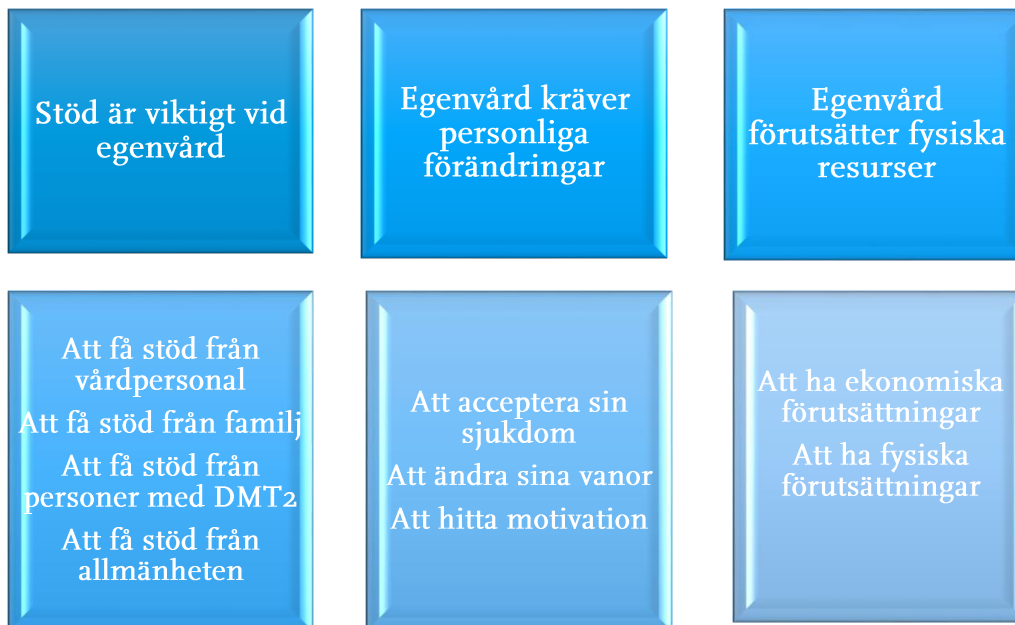 Stöd är viktigt vid
egenvård
Egenvård kräver
personliga
förändringar
Egenvård
förutsätter fysiska
resurser
Att få stöd från
vårdpersonal
Att få stöd från familj
Att få stöd från
personer med DMT2
Att få stöd från
allmänheten
Att acceptera sin
sjukdom
Att ändra sina vanor
Att hitta motivation
Att ha ekonomiska
förutsättningar
Att ha fysiska
förutsättningar